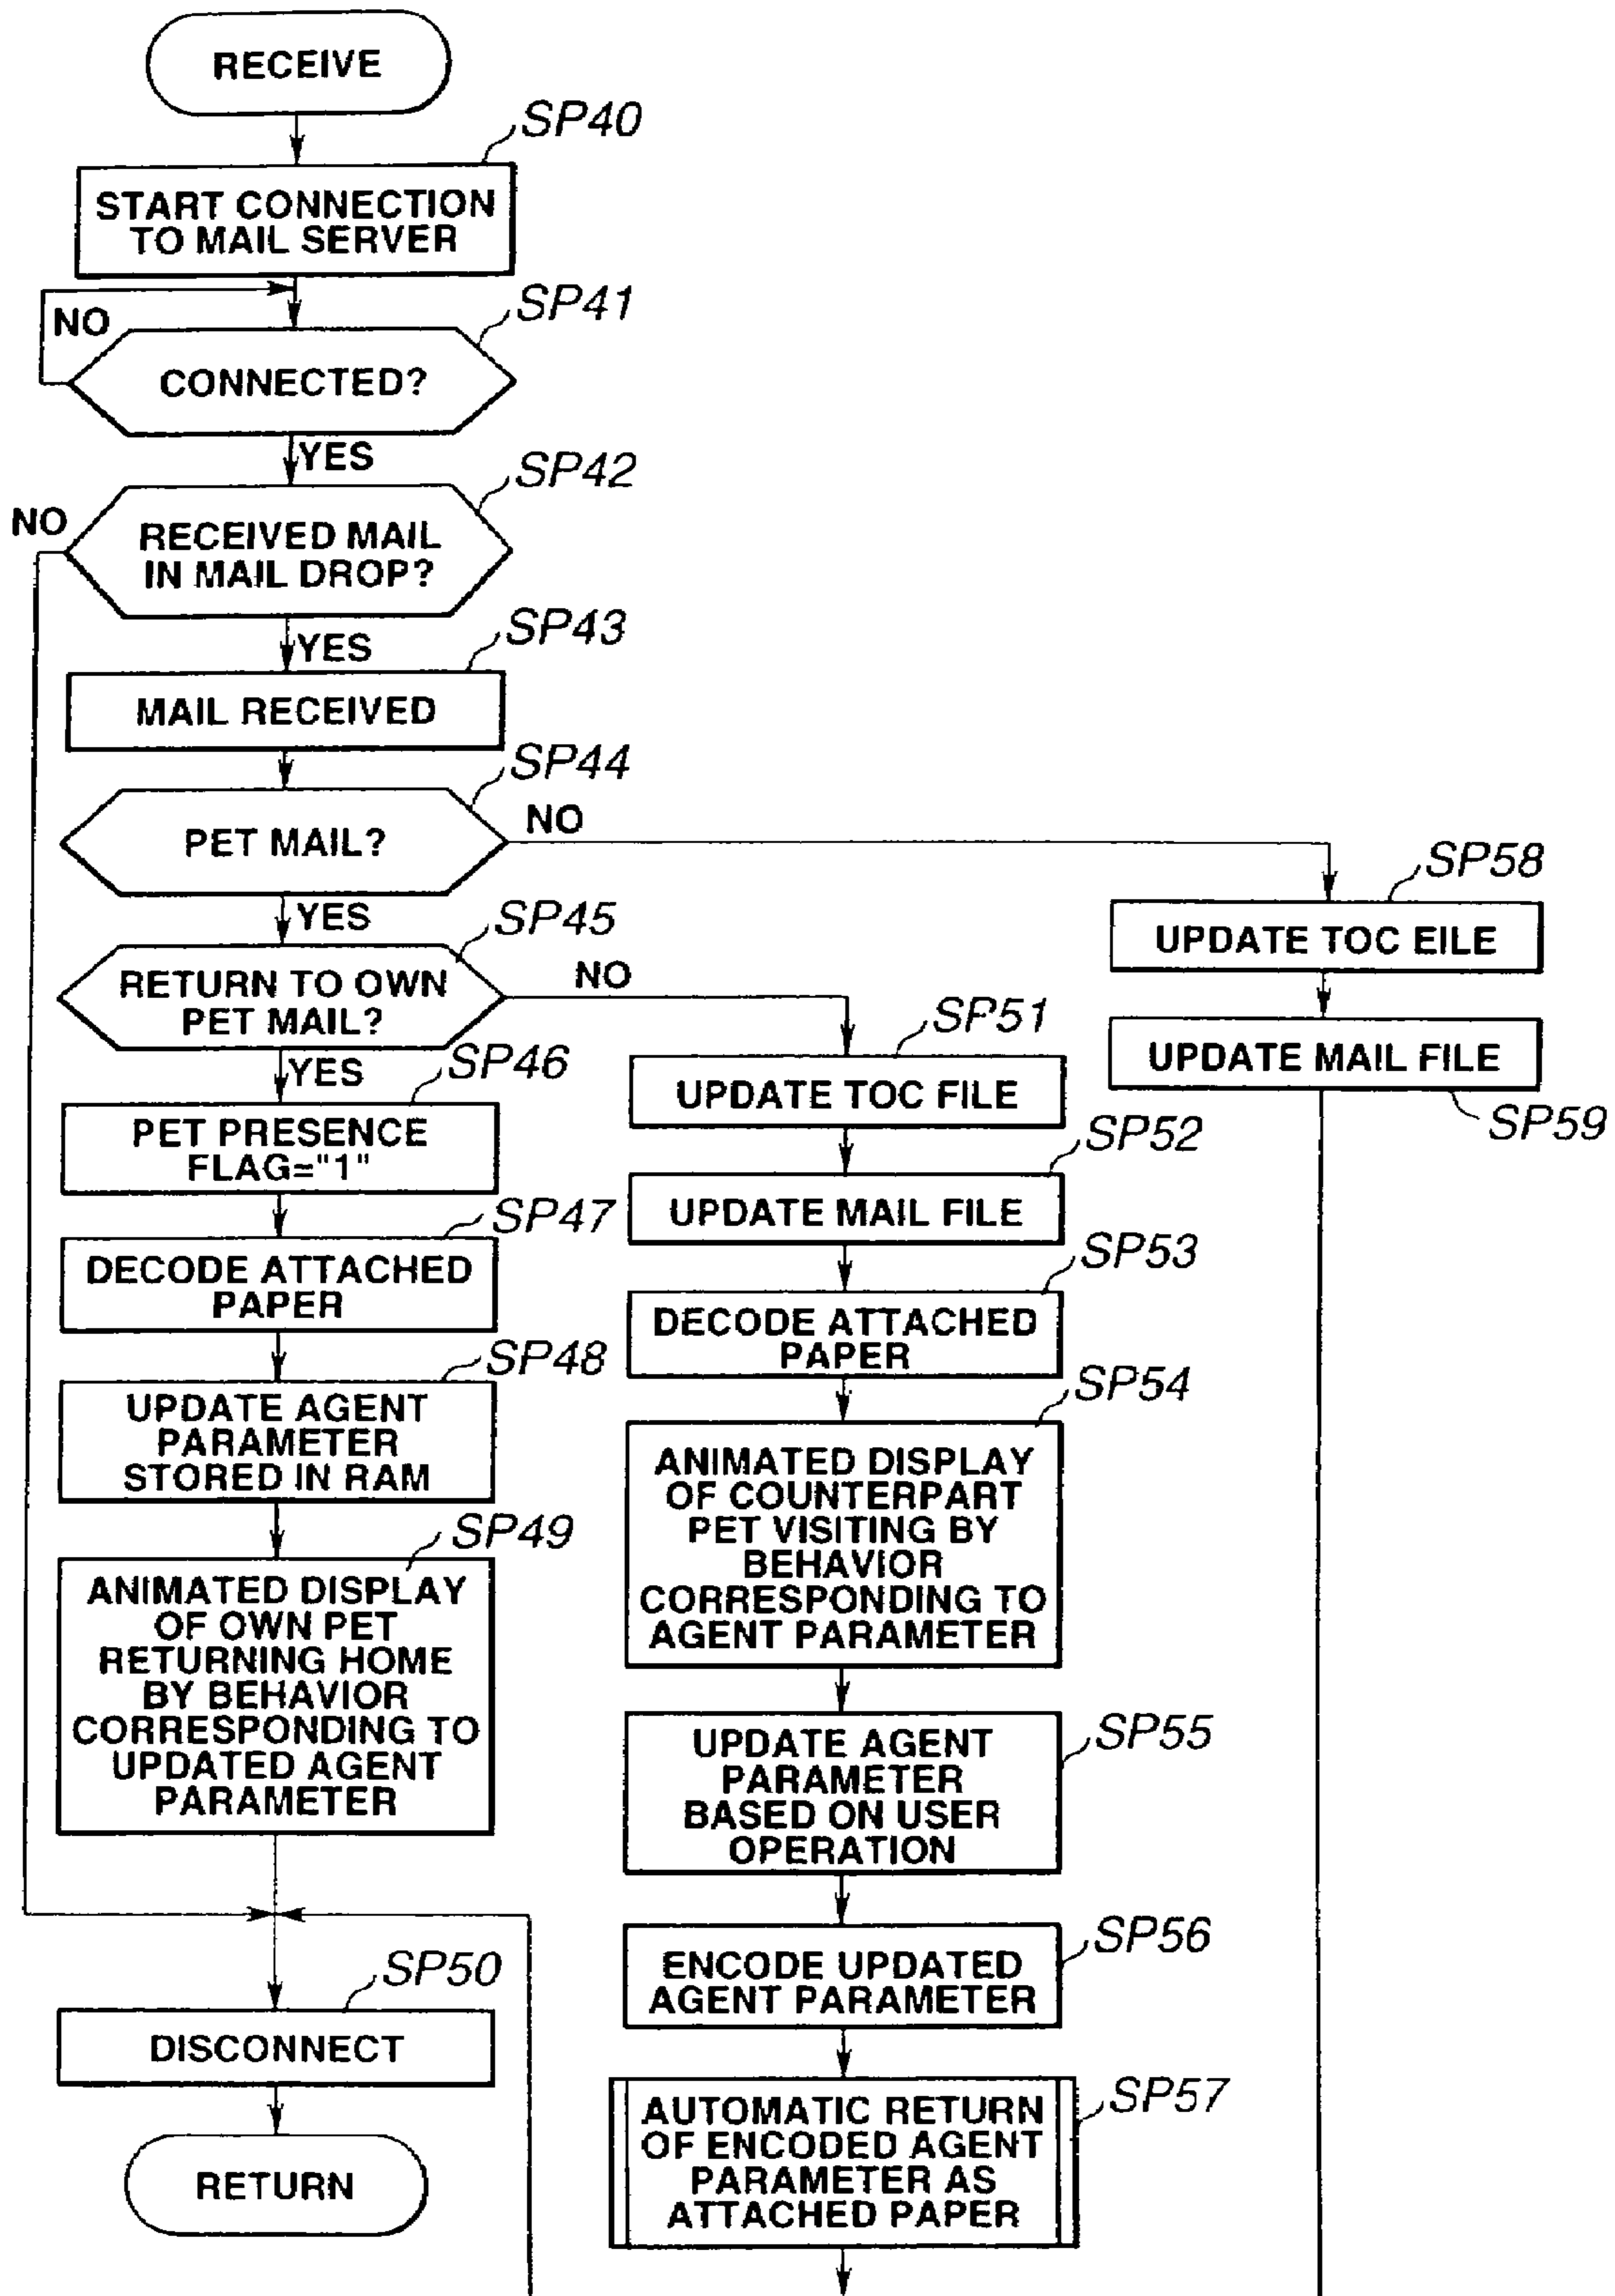 RECEIVE
SP40
START CONNECTION
TO MAIL SERVER
SP41
NO
CONNECTED?
YES
SP42
NO
RECEIVED MAIL
IN MAIL DROP?
YES
SP43
MAIL RECEIVED
SP44
PET MAIL?
NO
YES
SP45
RETURN TO OWN
PET MAIL?
NO
YES
SP46
PET PRESENCE
FLAG="1"
SP47
DECODE ATTACHED
PAPER
SP48
UPDATE AGENT
PARAMETER
STORED IN RAM
SP49
ANIMATED DISPLAY
OF OWN PET
RETURNING HOME
BY BEHAVIOR
CORRESPONDING TO
UPDATED AGENT
PARAMETER
SP50
DISCONNECT
RETURN
SP51
UPDATE TOC FILE
SP52
UPDATE MAIL FILE
SP53
DECODE ATTACHED
PAPER
SP54
ANIMATED DISPLAY
OF COUNTERPART
PET VISITING BY
BEHAVIOR
CORRESPONDING TO
AGENT PARAMETER
SP55
UPDATE AGENT
PARAMETER
BASED ON USER
OPERATION
SP56
ENCODE UPDATED
AGENT PARAMETER
SP57
AUTOMATIC RETURN
OF ENCODED AGENT
PARAMETER AS
ATTACHED PAPER
SP58
UPDATE TOC EILE
UPDATE MAIL FILE
SP59